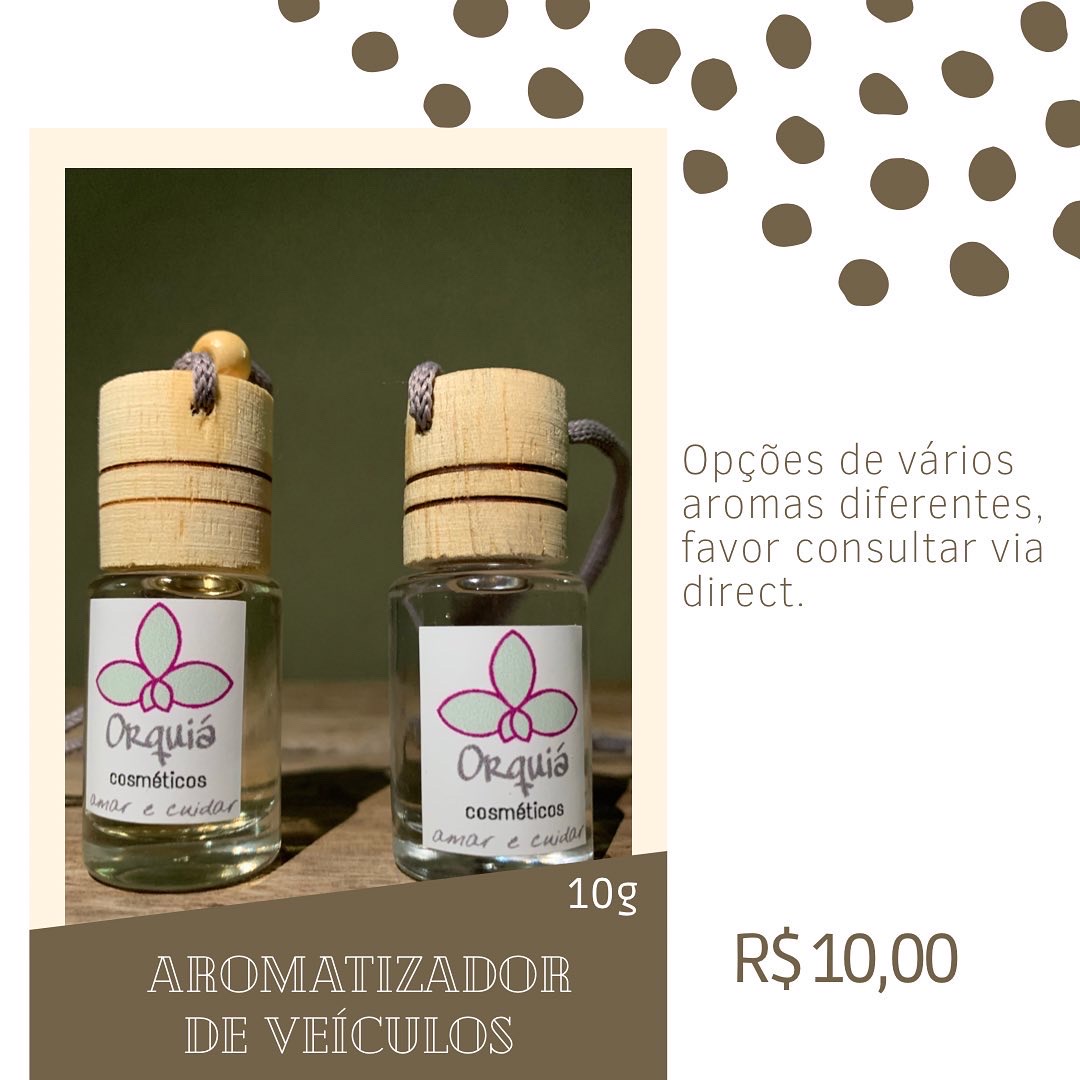 Opções de vários
aromas diferentes,
favor consultar via
direct.
Orquiá
cosméticos
amar e cuidar
Orquiá
cosméticos
amar e cuidar
10g
AROMATIZADOR
DE VEÍCULOS
R$10,00